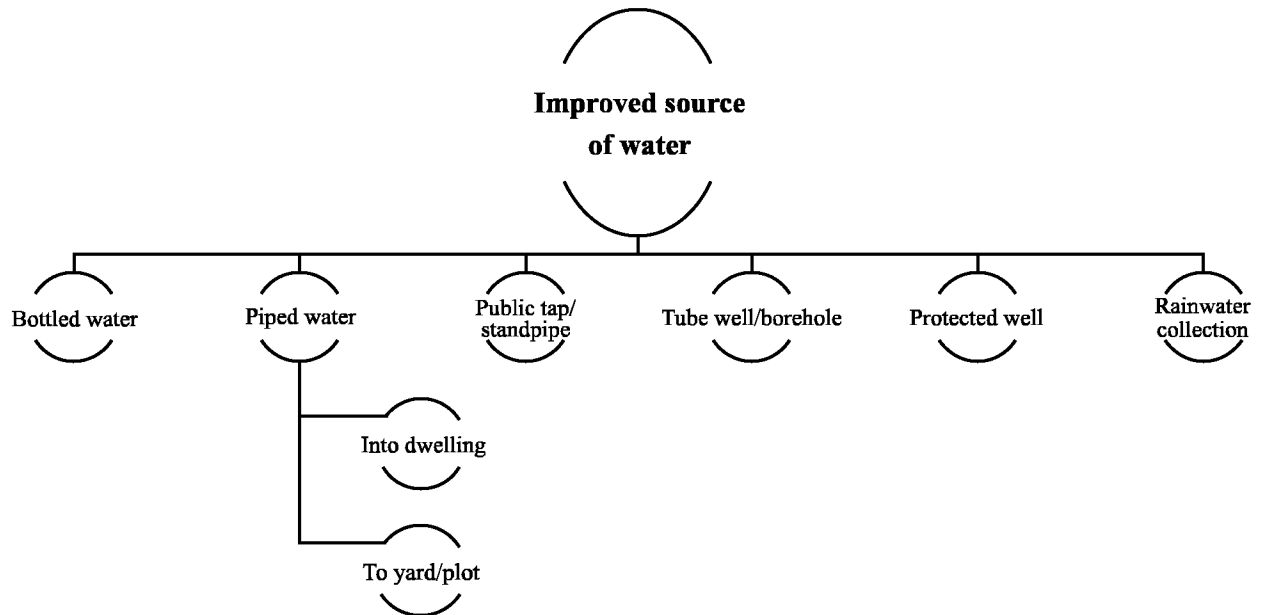 Improved source
of water
Bottled water
Piped water
Public tap/
standpipe
Tube well/borehole
Protected well
Rainwater
collection
Into dwelling
To yard/plot